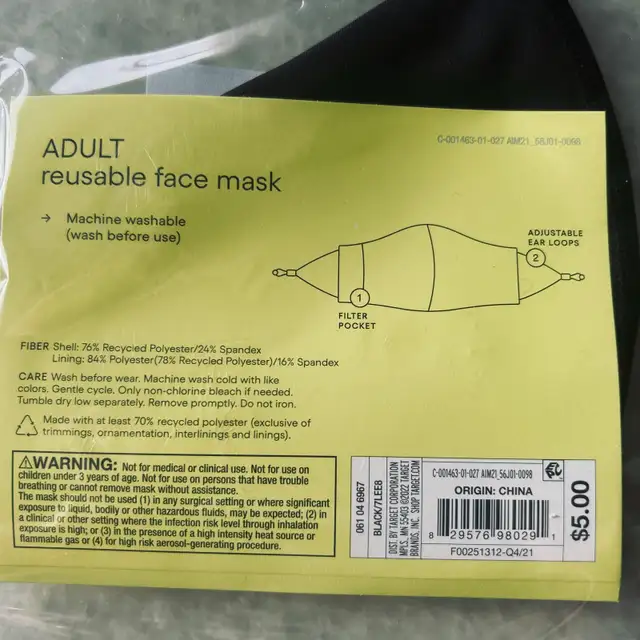 ADULT
reusable face mask
C-001463-01-027 AIM21_56J01-0098
→ Machine washable
(wash before use)
ADJUSTABLE
EAR LOOPS
2
1
FILTER
POCKET
FIBER Shell: 76% Recycled Polyester/24% Spandex
Lining: 84% Polyester(78% Recycled Polyester)/16% Spandex
CARE Wash before wear. Machine wash cold with like
colors. Gentle cycle. Only non-chlorine bleach if needed.
Tumble dry low separately. Remove promptly. Do not iron.
Made with at least 70% recycled polyester (exclusive of
trimmings, ornamentation, interlinings and linings).
WARNING: Not for medical or clinical use. Not for use on
children under 3 years of age. Not for use on persons that have trouble
breathing or cannot remove mask without assistance.
The mask should not be used (1) in any surgical setting or where significant
exposure to liquid, bodily or other hazardous fluids, may be expected; (2) in
a clinical or other setting where the infection risk level through inhalation
exposure is high; or (3) in the presence of a high intensity heat source or
flammable gas or (4) for high risk aerosol-generating procedure.
061 04 6967
BLACK/7LEE8
DIST BY TARGET CORPORATION
MPLS, MN 55403 ©2022 TARGET
BRANDS, INC. SHOP TARGET.COM
C-001463-01-027 AIM21_56J01-0098
ORIGIN: CHINA
8 29576 98029 1
F00251312-Q4/21
$5.00